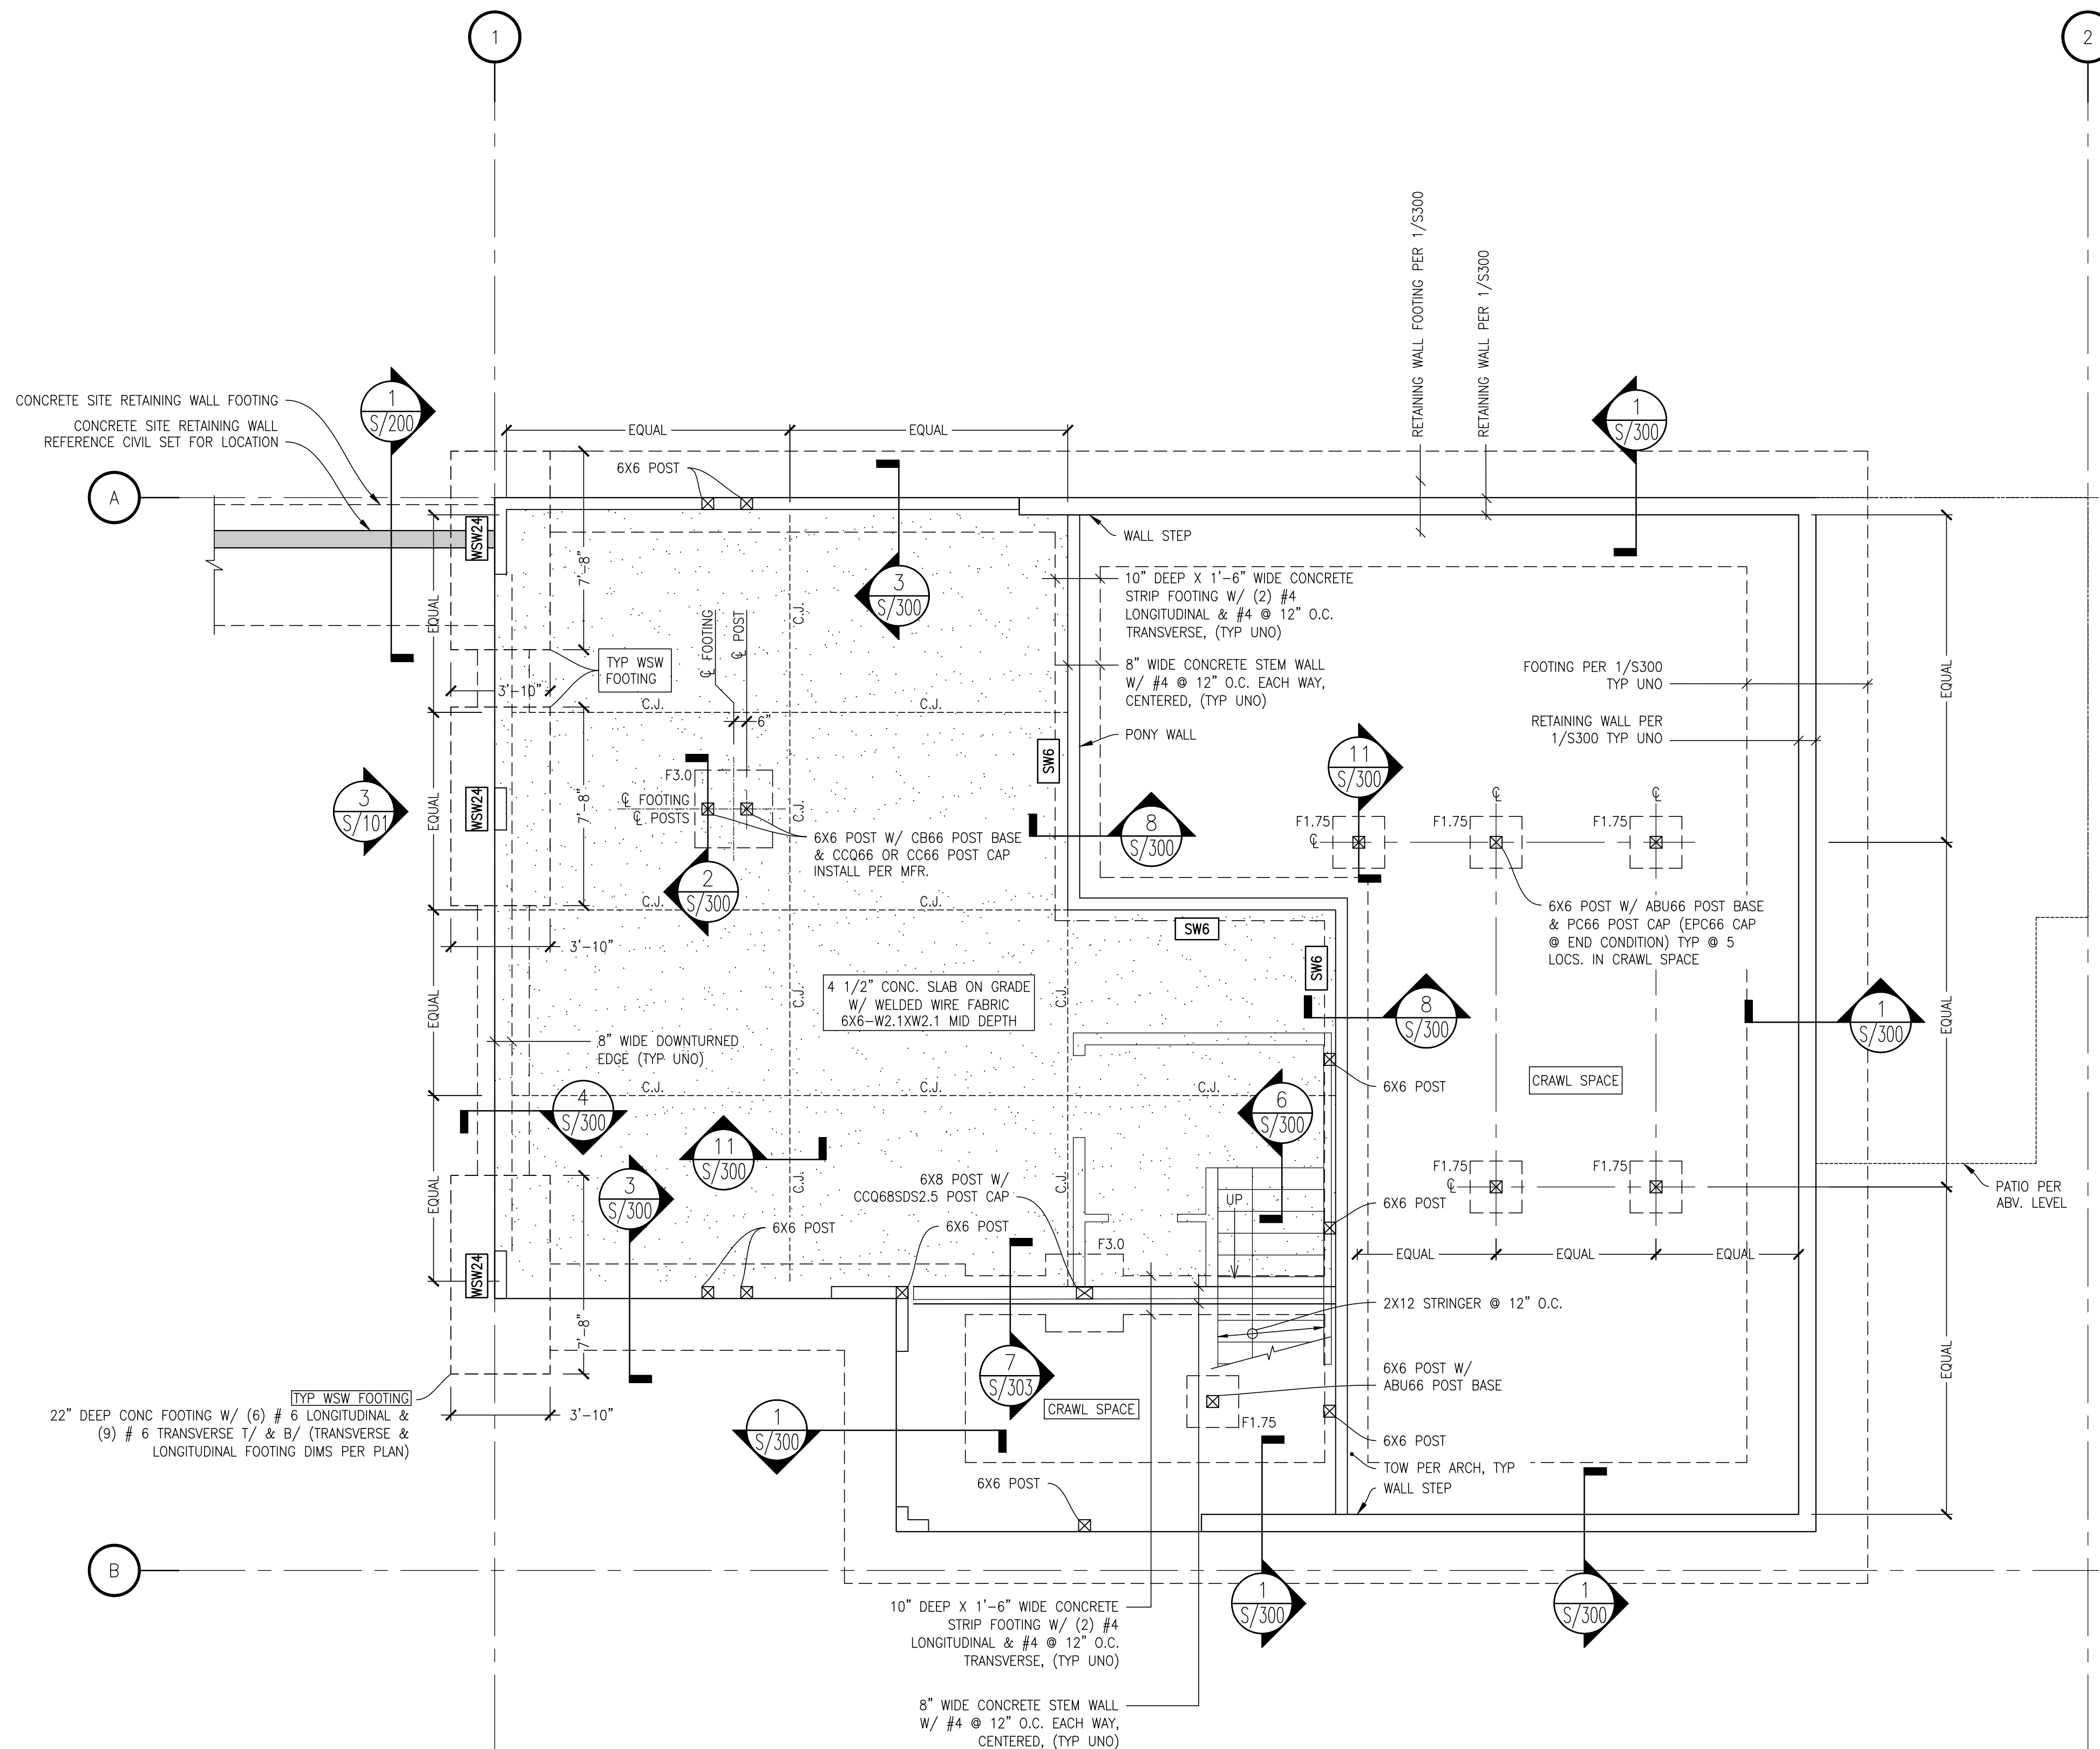 1
2
RETAINING WALL FOOTING PER 1/S300
RETAINING WALL PER 1/S300
CONCRETE SITE RETAINING WALL FOOTING
CONCRETE SITE RETAINING WALL
REFERENCE CIVIL SET FOR LOCATION
1
S/200
1
S/300
EQUAL
EQUAL
6X6 POST
A
WSW24
WALL STEP
7'-8"
EQUAL
C.J.
3
S/300
10" DEEP X 1'-6" WIDE CONCRETE
STRIP FOOTING W/ (2) #4
LONGITUDINAL & #4 @ 12" O.C.
TRANSVERSE, (TYP UNO)
℄ FOOTING
℄ POST
TYP WSW
FOOTING
8" WIDE CONCRETE STEM WALL
W/ #4 @ 12" O.C. EACH WAY,
CENTERED, (TYP UNO)
FOOTING PER 1/S300
TYP UNO
EQUAL
3'-10"
C.J.
C.J.
6"
PONY WALL
RETAINING WALL PER
1/S300 TYP UNO
SW6
11
S/300
F3.0
3
S/101
EQUAL
WSW24
7'-8"
℄ FOOTING
℄ POSTS
C.J.
6X6 POST W/ CB66 POST BASE
& CCQ66 OR CC66 POST CAP
INSTALL PER MFR.
8
S/300
℄
℄
F1.75
F1.75
F1.75
℄
2
S/300
C.J.
C.J.
6X6 POST W/ ABU66 POST BASE
& PC66 POST CAP (EPC66 CAP
@ END CONDITION) TYP @ 5
LOCS. IN CRAWL SPACE
SW6
SW6
3'-10"
EQUAL
C.J.
4 1/2" CONC. SLAB ON GRADE
W/ WELDED WIRE FABRIC
6X6-W2.1XW2.1 MID DEPTH
C.J.
8
S/300
1
S/300
EQUAL
8" WIDE DOWNTURNED
EDGE (TYP UNO)
C.J.
C.J.
C.J.
6X6 POST
CRAWL SPACE
4
S/300
6
S/300
11
S/300
3
S/300
EQUAL
C.J.
C.J.
6X8 POST W/
CCQ68SDS2.5 POST CAP
UP
6X6 POST
F1.75
F1.75
℄
PATIO PER
ABV. LEVEL
6X6 POST
6X6 POST
F3.0
EQUAL
EQUAL
EQUAL
WSW24
7'-8"
2X12 STRINGER @ 12" O.C.
EQUAL
7
S/303
6X6 POST W/
ABU66 POST BASE
TYP WSW FOOTING
22" DEEP CONC FOOTING W/ (6) # 6 LONGITUDINAL &
(9) # 6 TRANSVERSE T/ & B/ (TRANSVERSE &
LONGITUDINAL FOOTING DIMS PER PLAN)
3'-10"
CRAWL SPACE
F1.75
1
S/300
6X6 POST
TOW PER ARCH, TYP
WALL STEP
6X6 POST
B
1
S/300
1
S/300
10" DEEP X 1'-6" WIDE CONCRETE
STRIP FOOTING W/ (2) #4
LONGITUDINAL & #4 @ 12" O.C.
TRANSVERSE, (TYP UNO)
8" WIDE CONCRETE STEM WALL
W/ #4 @ 12" O.C. EACH WAY,
CENTERED, (TYP UNO)